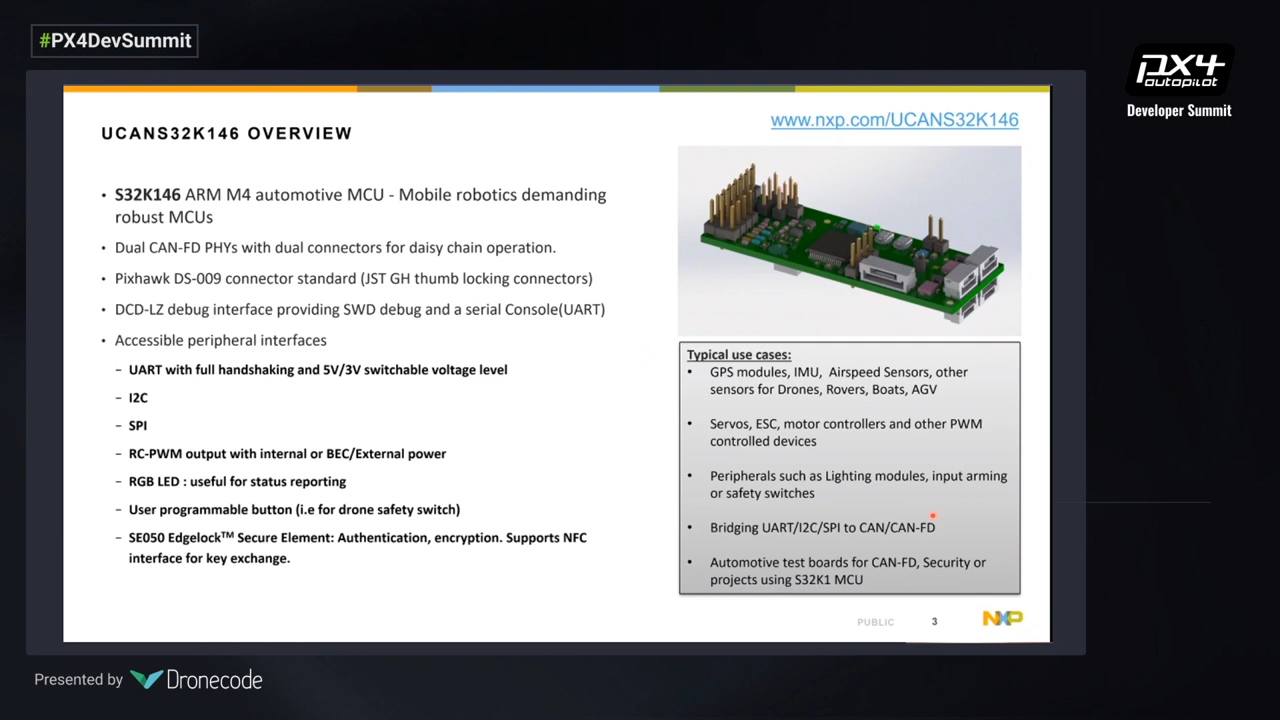 #PX4DevSummit
px4
autopilot
Developer Summit
UCANS32K146 OVERVIEW
www.nxp.com/UCANS32K146
• S32K146 ARM M4 automotive MCU - Mobile robotics demanding
robust MCUs
• Dual CAN-FD PHYs with dual connectors for daisy chain operation.
• Pixhawk DS-009 connector standard (JST GH thumb locking connectors)
• DCD-LZ debug interface providing SWD debug and a serial Console(UART)
• Accessible peripheral interfaces
– UART with full handshaking and 5V/3V switchable voltage level
– I2C
– SPI
– RC-PWM output with internal or BEC/External power
– RGB LED : useful for status reporting
– User programmable button (i.e for drone safety switch)
– SE050 Edgelock™ Secure Element: Authentication, encryption. Supports NFC
interface for key exchange.
Typical use cases:
• GPS modules, IMU, Airspeed Sensors, other
sensors for Drones, Rovers, Boats, AGV
• Servos, ESC, motor controllers and other PWM
controlled devices
• Peripherals such as Lighting modules, input arming
or safety switches
• Bridging UART/I2C/SPI to CAN/CAN-FD
• Automotive test boards for CAN-FD, Security or
projects using S32K1 MCU
PUBLIC
3
NXP
Presented by Dronecode